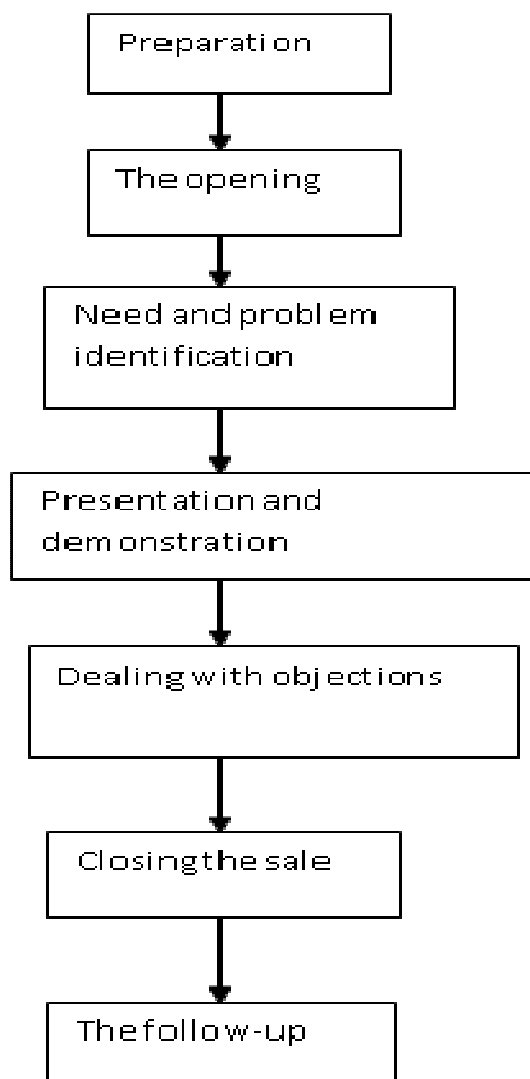 Preparation
The opening
Need and problem
identification
Presentation and
demonstration
Dealing with objections
Closing the sale
The follow-up